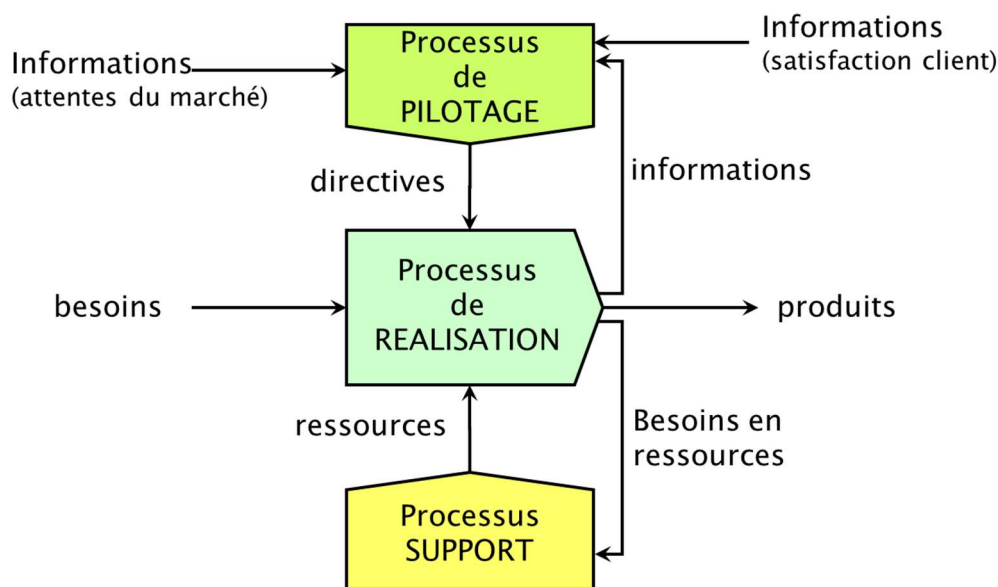 Informations
(attentes du marché)
Processus
de
PILOTAGE
Informations
(satisfaction client)
directives
informations
besoins
Processus
de
REALISATION
produits
ressources
Besoins en
ressources
Processus
SUPPORT